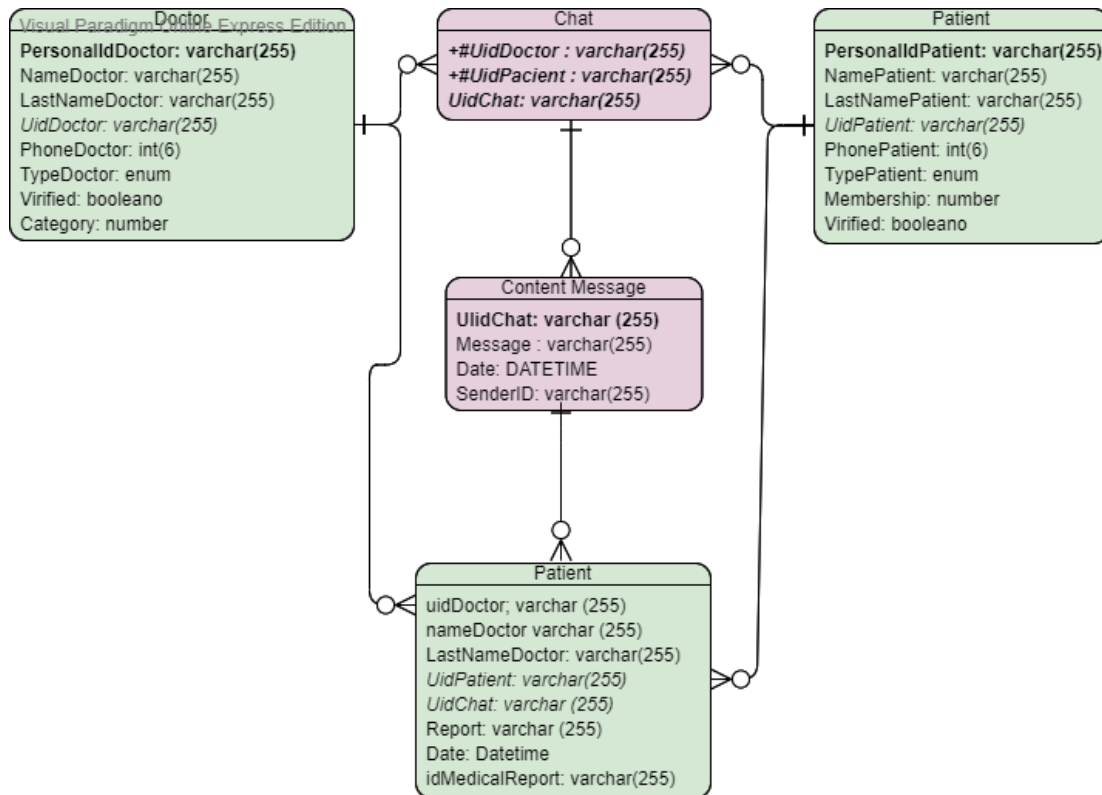 Visual Paradigm Online Express Edition
Doctor
PersonalIdDoctor: varchar(255)
NameDoctor: varchar(255)
LastNameDoctor: varchar(255)
UidDoctor: varchar(255)
PhoneDoctor: int(6)
TypeDoctor: enum
Virified: booleano
Category: number
Chat
+#UidDoctor : varchar(255)
+#UidPacient : varchar(255)
UidChat: varchar(255)
Patient
PersonalIdPatient: varchar(255)
NamePatient: varchar(255)
LastNamePatient: varchar(255)
UidPatient: varchar(255)
PhonePatient: int(6)
TypePatient: enum
Membership: number
Virified: booleano
Content Message
UlidChat: varchar (255)
Message : varchar(255)
Date: DATETIME
SenderID: varchar(255)
Patient
uidDoctor; varchar (255)
nameDoctor varchar (255)
LastNameDoctor: varchar(255)
UidPatient: varchar(255)
UidChat: varchar (255)
Report: varchar (255)
Date: Datetime
idMedicalReport: varchar(255)